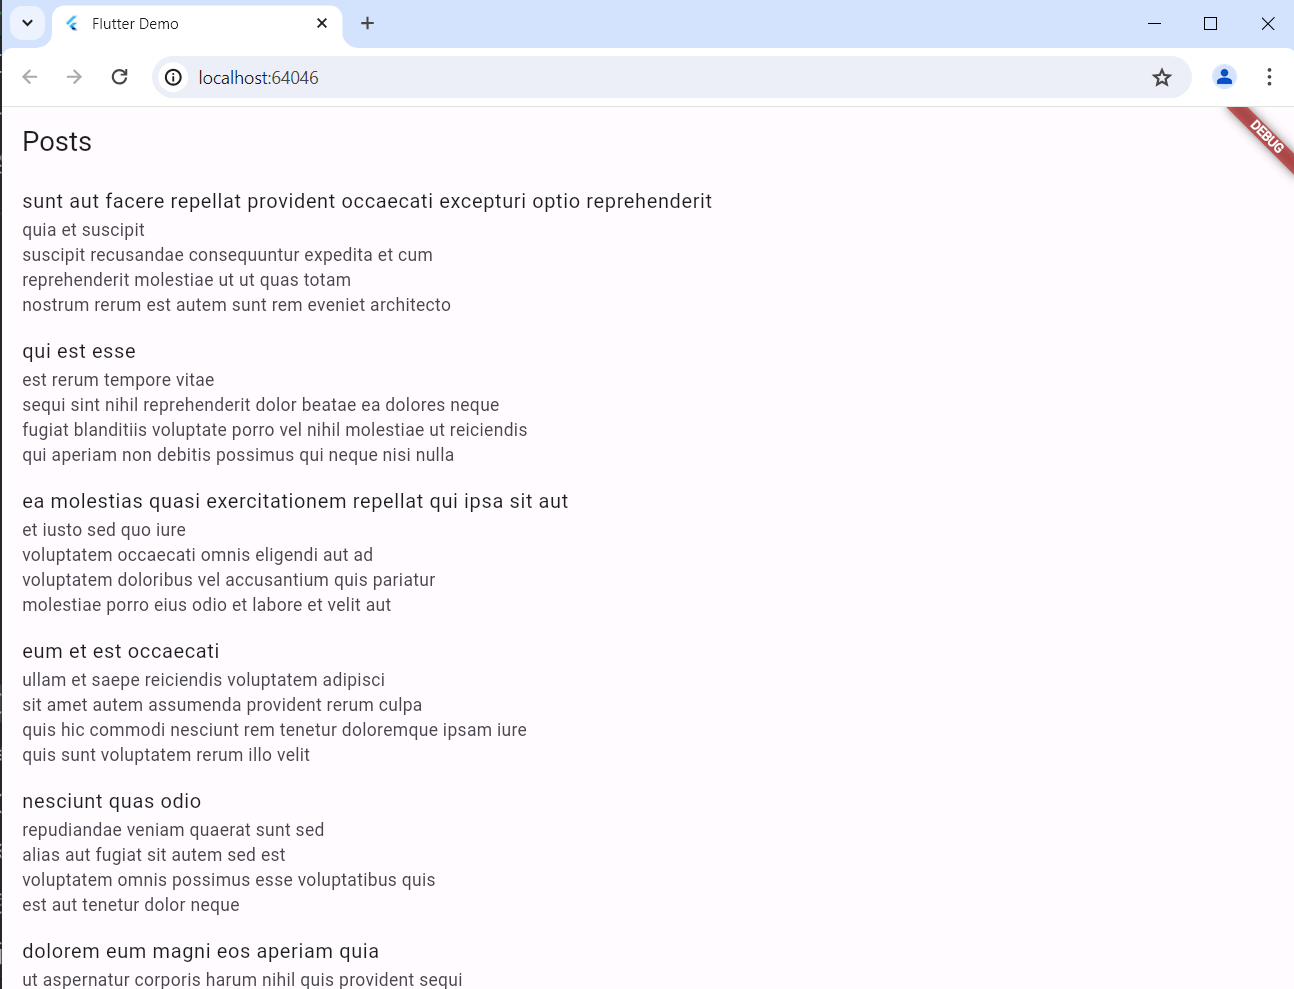 Flutter Demo
localhost:64046
DEBUG
Posts
sunt aut facere repellat provident occaecati excepturi optio reprehenderit
quia et suscipit
suscipit recusandae consequuntur expedita et cum
reprehenderit molestiae ut ut quas totam
nostrum rerum est autem sunt rem eveniet architecto
qui est esse
est rerum tempore vitae
sequi sint nihil reprehenderit dolor beatae ea dolores neque
fugiat blanditiis voluptate porro vel nihil molestiae ut reiciendis
qui aperiam non debitis possimus qui neque nisi nulla
ea molestias quasi exercitationem repellat qui ipsa sit aut
et iusto sed quo iure
voluptatem occaecati omnis eligendi aut ad
voluptatem doloribus vel accusantium quis pariatur
molestiae porro eius odio et labore et velit aut
eum et est occaecati
ullam et saepe reiciendis voluptatem adipisci
sit amet autem assumenda provident rerum culpa
quis hic commodi nesciunt rem tenetur doloremque ipsam iure
quis sunt voluptatem rerum illo velit
nesciunt quas odio
repudiandae veniam quaerat sunt sed
alias aut fugiat sit autem sed est
voluptatem omnis possimus esse voluptatibus quis
est aut tenetur dolor neque
dolorem eum magni eos aperiam quia
ut aspernatur corporis harum nihil quis provident sequi